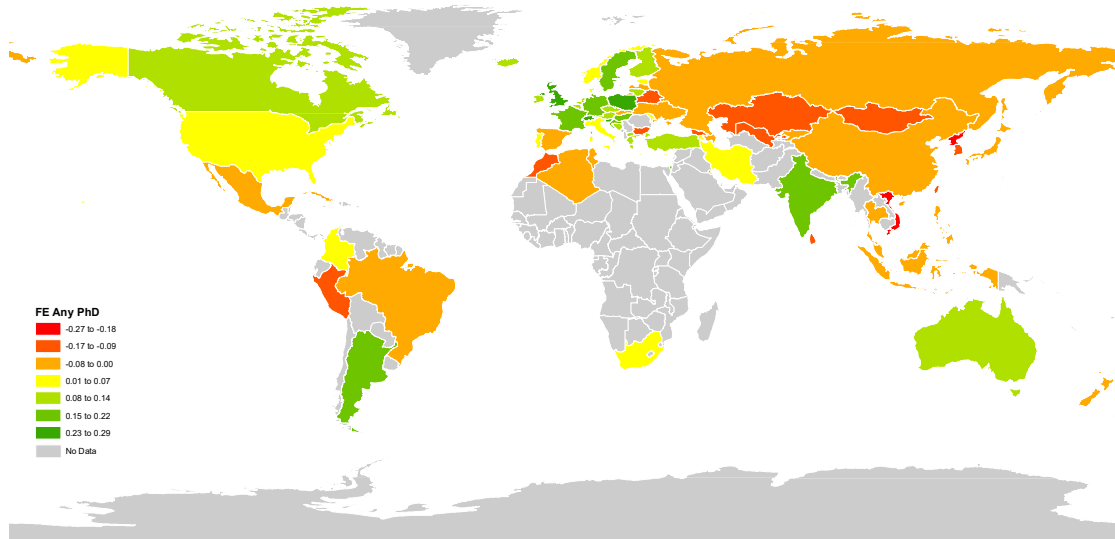 FE Any PhD
-0.27 to -0.18
-0.17 to -0.09
-0.08 to 0.00
0.01 to 0.07
0.08 to 0.14
0.15 to 0.22
0.23 to 0.29
No Data